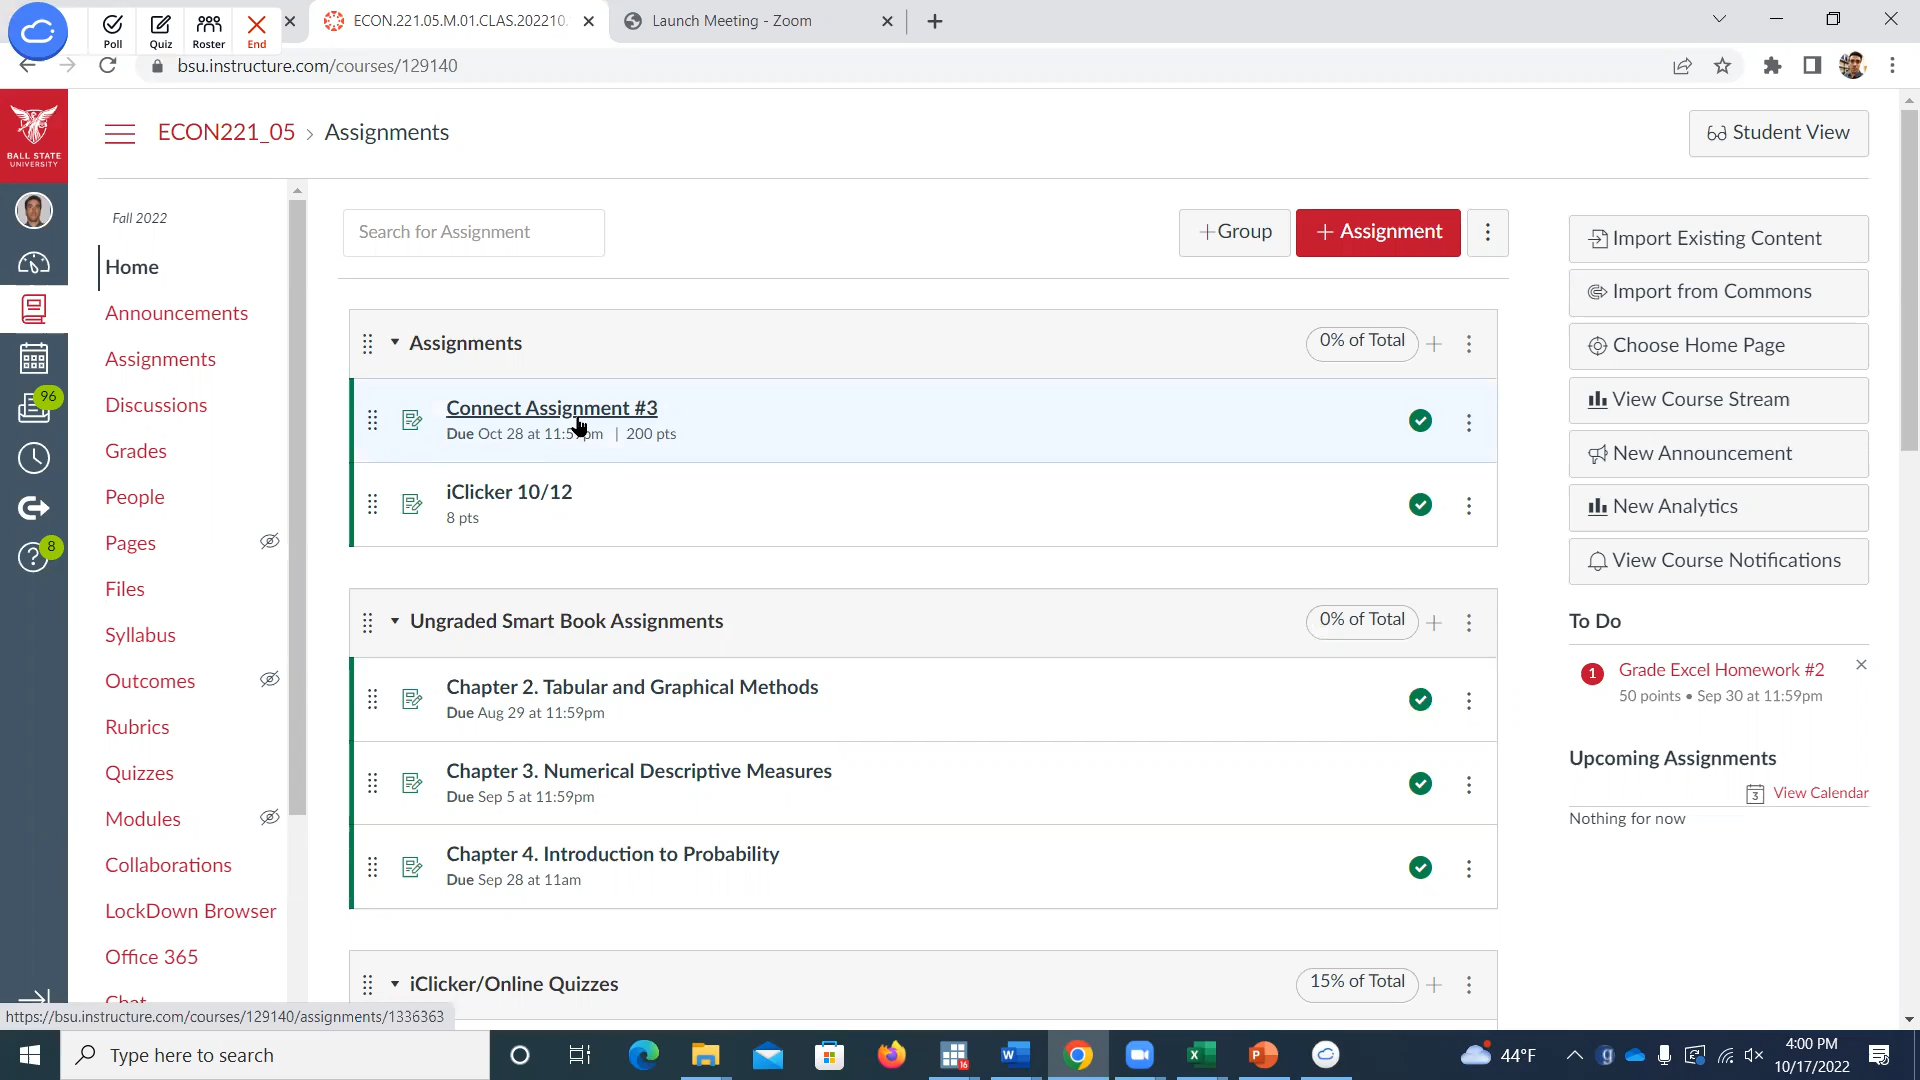 Poll
Quiz
Roster
End
ECON.221.05.M.01.CLAS.202210.
Launch Meeting - Zoom
bsu.instructure.com/courses/129140
BALL STATE
UNIVERSITY
ECON221_05 › Assignments
Student View
Fall 2022
Home
Announcements
Assignments
Discussions
Grades
People
Pages
Files
Syllabus
Outcomes
Rubrics
Quizzes
Modules
Collaborations
LockDown Browser
Office 365
Chat
96
8
Search for Assignment
+Group
+ Assignment
Assignments
0% of Total
Connect Assignment #3
Due Oct 28 at 11:59pm | 200 pts
iClicker 10/12
8 pts
Ungraded Smart Book Assignments
0% of Total
Chapter 2. Tabular and Graphical Methods
Due Aug 29 at 11:59pm
Chapter 3. Numerical Descriptive Measures
Due Sep 5 at 11:59pm
Chapter 4. Introduction to Probability
Due Sep 28 at 11am
iClicker/Online Quizzes
15% of Total
Import Existing Content
Import from Commons
Choose Home Page
View Course Stream
New Announcement
New Analytics
View Course Notifications
To Do
1
Grade Excel Homework #2
50 points • Sep 30 at 11:59pm
Upcoming Assignments
3
View Calendar
Nothing for now
https://bsu.instructure.com/courses/129140/assignments/1336363
Type here to search
16
44°F
4:00 PM
10/17/2022